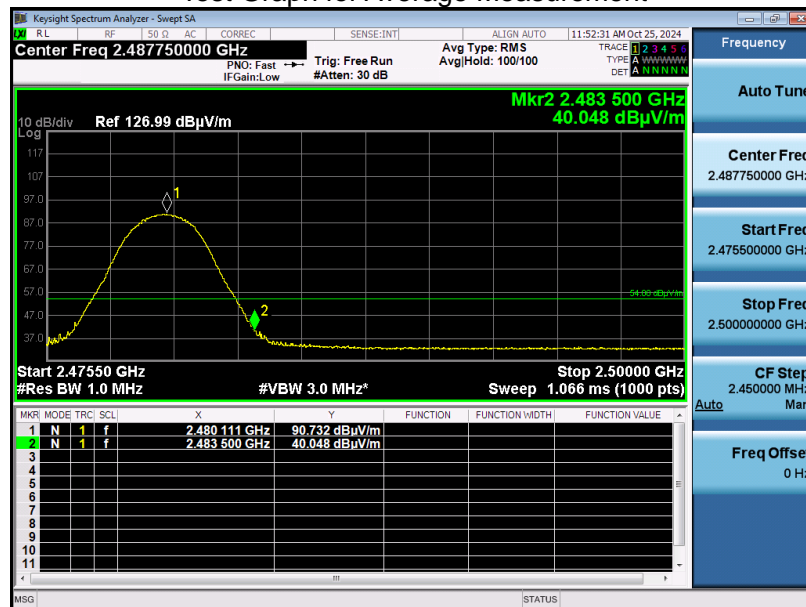 Test Graph for Average Measurement
Keysight Spectrum Analyzer - Swept SA
LXI RL RF 50 Ω AC CORREC SENSE:INT ALIGN AUTO 11:52:31 AM Oct 25, 2024
Center Freq 2.487750000 GHz
PNO: Fast
IFGain:Low
Trig: Free Run
#Atten: 30 dB
Avg Type: RMS
Avg|Hold: 100/100
TRACE 1 2 3 4 5 6
TYPE A WWWWW
DET A N N N N N
Mkr2 2.483 500 GHz
40.048 dBµV/m
10 dB/div Ref 126.99 dBµV/m
Log
117
107
97.0
87.0
77.0
67.0
57.0
47.0
37.0
1
2
54.00 dBµV/m
Start 2.47550 GHz Stop 2.50000 GHz
#Res BW 1.0 MHz #VBW 3.0 MHz* Sweep 1.066 ms (1000 pts)
MKR MODE TRC SCL X Y FUNCTION FUNCTION WIDTH FUNCTION VALUE
1 N 1 f 2.480 111 GHz 90.732 dBµV/m
2 N 1 f 2.483 500 GHz 40.048 dBµV/m
3
4
5
6
7
8
9
10
11
MSG STATUS
Frequency
Auto Tune
Center Freq
2.487750000 GHz
Start Freq
2.475500000 GHz
Stop Freq
2.500000000 GHz
CF Step
2.450000 MHz
Auto Man
Freq Offset
0 Hz